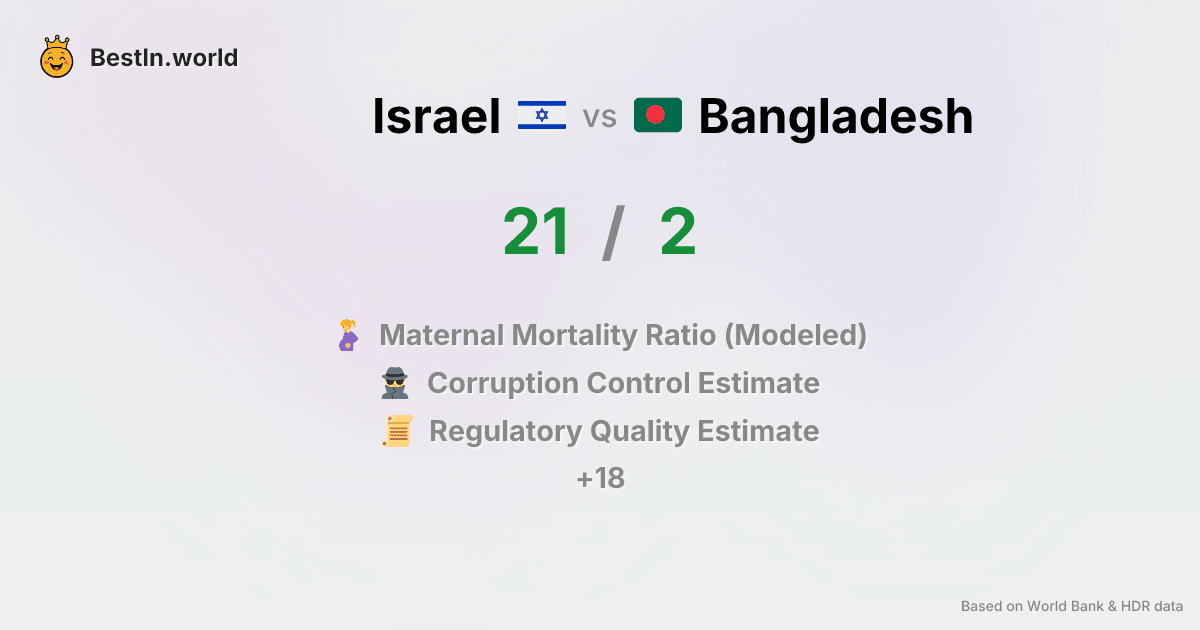 BestIn.world
Israel vs Bangladesh
21 / 2
Maternal Mortality Ratio (Modeled)
Corruption Control Estimate
Regulatory Quality Estimate
+18
Based on World Bank & HDR data